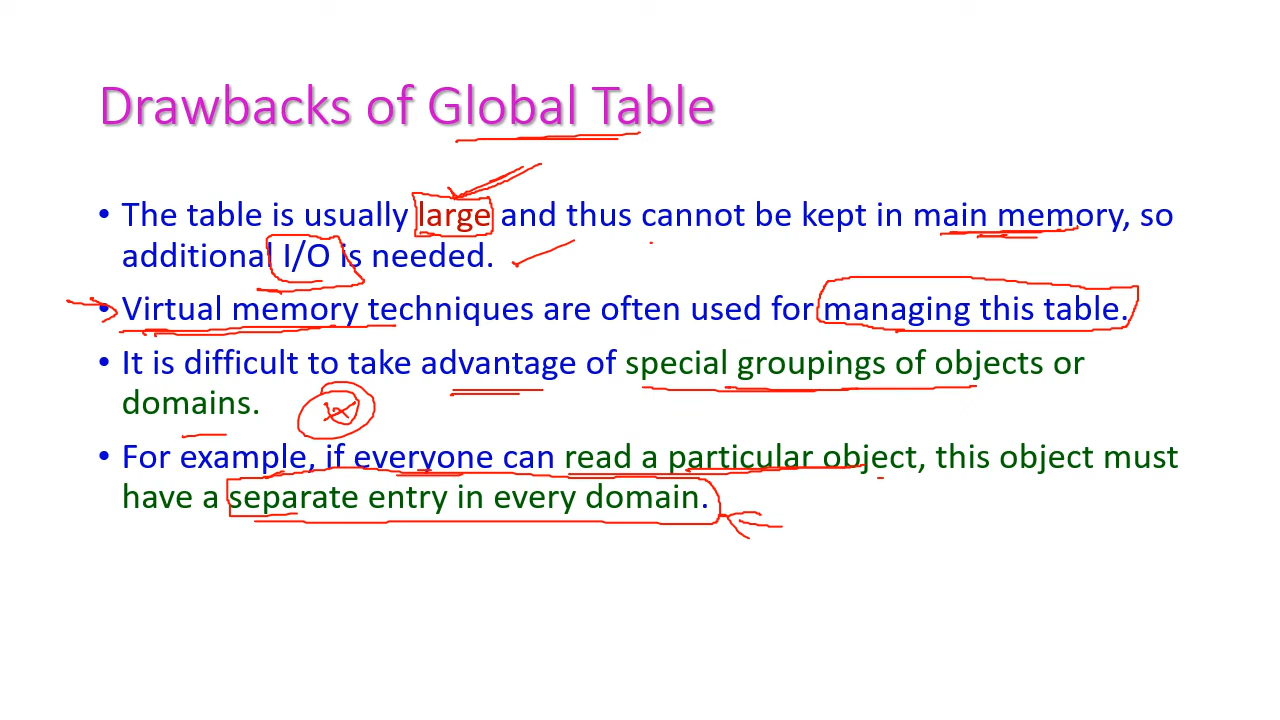 Drawbacks of Global Table
• The table is usually large and thus cannot be kept in main memory, so
additional I/O is needed.
• Virtual memory techniques are often used for managing this table.
• It is difficult to take advantage of special groupings of objects or
domains.
• For example, if everyone can read a particular object, this object must
have a separate entry in every domain.